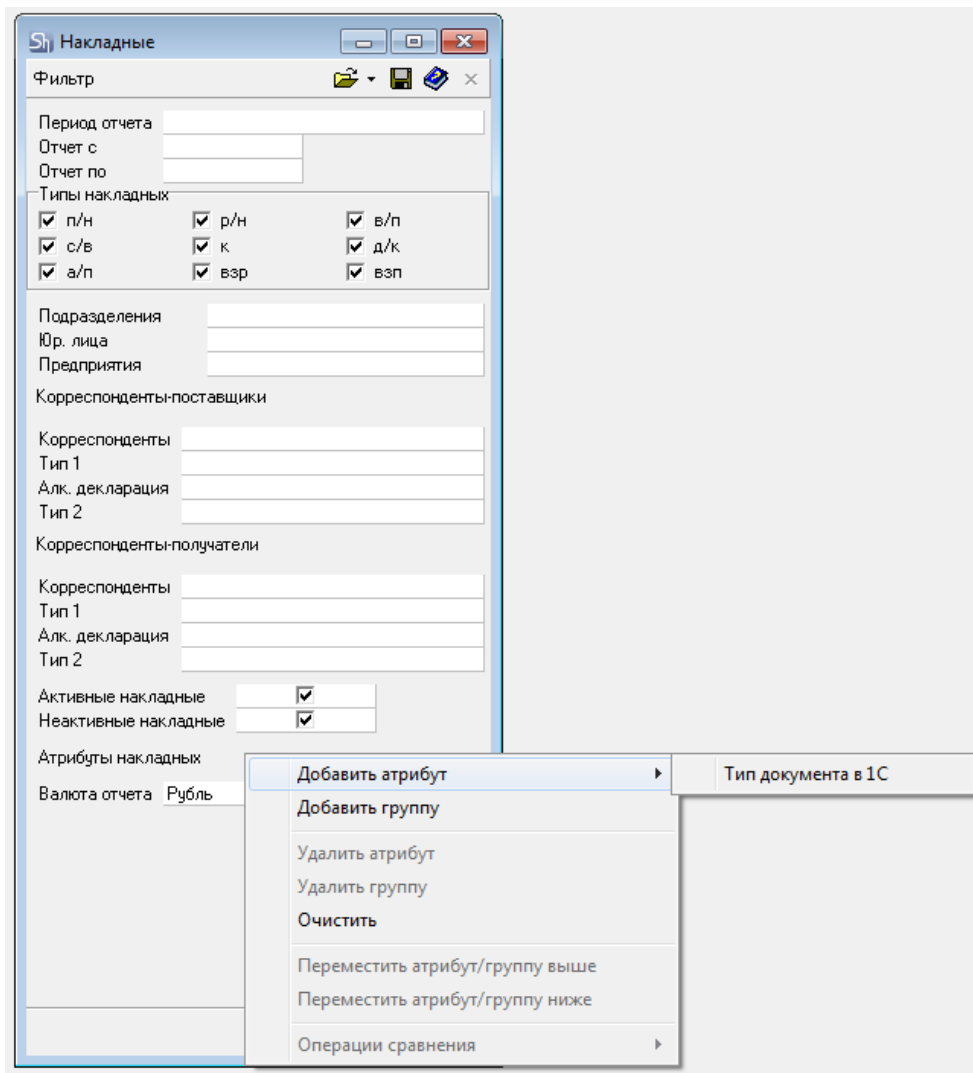 Sh Накладные
Фильтр
Период отчета
Отчет с
Отчет по
Типы накладных
п/н р/н в/п
с/в к д/к
а/п взр взп
Подразделения
Юр. лица
Предприятия
Корреспонденты-поставщики
Корреспонденты
Тип 1
Алк. декларация
Тип 2
Корреспонденты-получатели
Корреспонденты
Тип 1
Алк. декларация
Тип 2
Активные накладные
Неактивные накладные
Атрибуты накладных
Валюта отчета Рубль
Добавить атрибут
Тип документа в 1С
Добавить группу
Удалить атрибут
Удалить группу
Очистить
Переместить атрибут/группу выше
Переместить атрибут/группу ниже
Операции сравнения